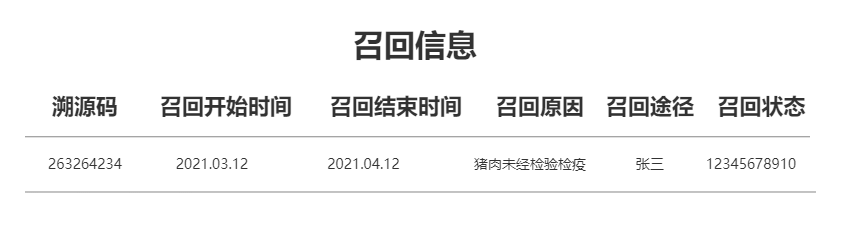 召回信息
溯源码 召回开始时间 召回结束时间 召回原因 召回途径 召回状态
263264234 2021.03.12 2021.04.12 猪肉未经检验检疫 张三 12345678910